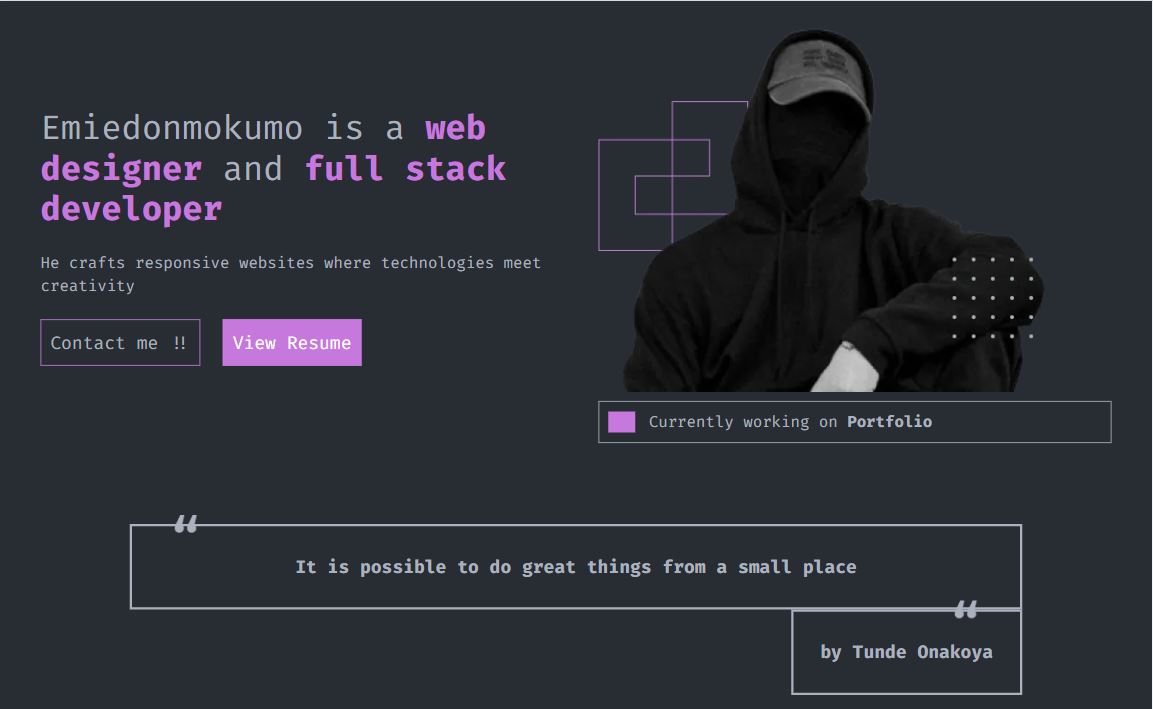 Emiedonmokumo is a web
designer and full stack
developer
He crafts responsive websites where technologies meet
creativity
Contact me !!
View Resume
Currently working on Portfolio
“
It is possible to do great things from a small place
“
by Tunde Onakoya